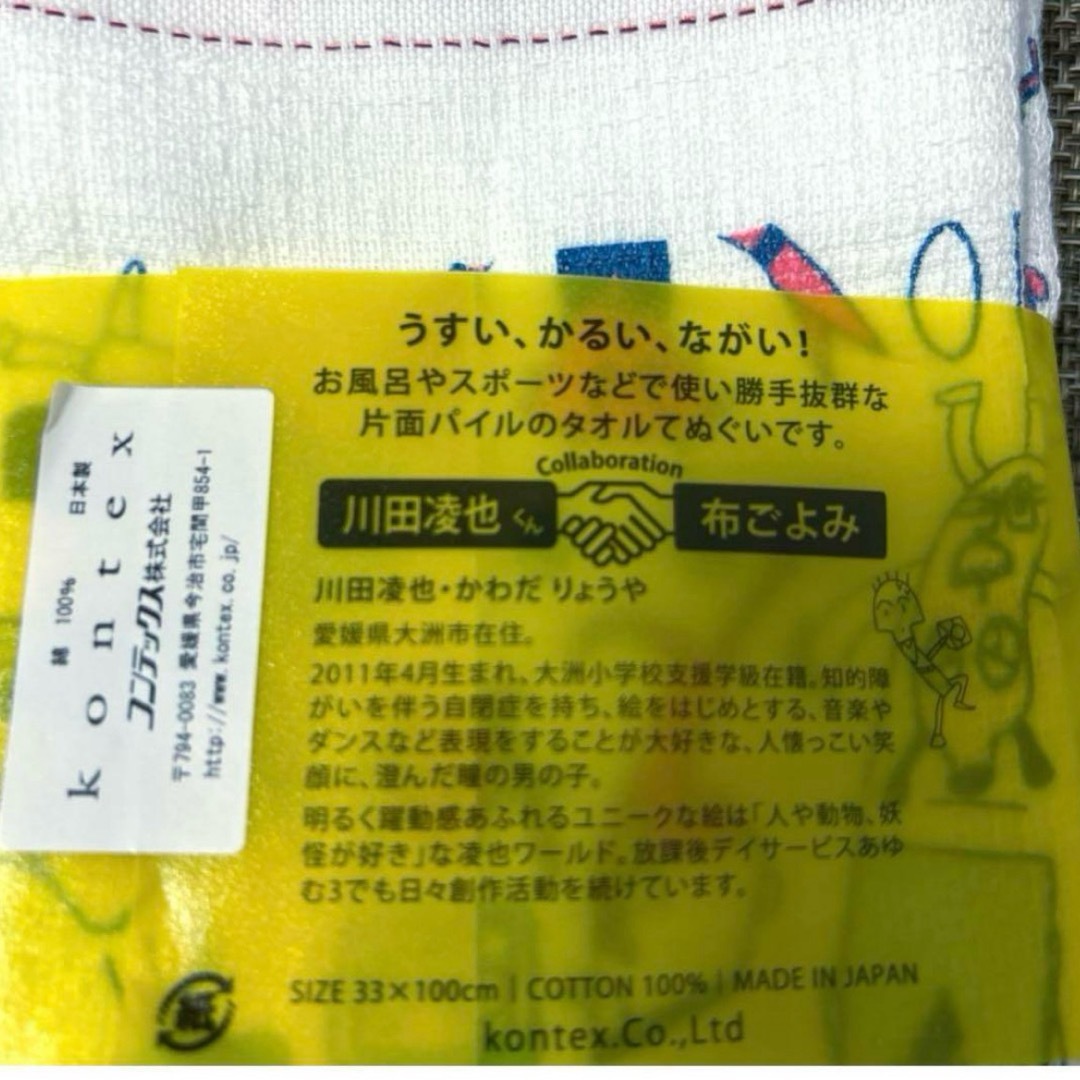 うすい、かるい、ながい!
お風呂やスポーツなどで使い勝手抜群な
片面パイルのタオルてぬぐいです。
Collaboration
川田凌也くん
布ごよみ
川田凌也・かわだ りょうや
愛媛県大洲市在住。
2011年4月生まれ、大洲小学校支援学級在籍。知的障
がいを伴う自閉症を持ち、絵をはじめとする、音楽や
ダンスなど表現をすることが大好きな、人懐っこい笑
顔に、澄んだ瞳の男の子。
明るく躍動感あふれるユニークな絵は「人や動物、妖
怪が好き」な凌也ワールド。放課後デイサービスあゆ
む3でも日々創作活動を続けています。
SIZE 33×100cm | COTTON 100% | MADE IN JAPAN
kontex.Co.,Ltd
紙
綿 100% 日本製
kontex
コンテックス株式会社
〒794-0083 愛媛県今治市宅間甲854-1
http://www.kontex.co.jp/